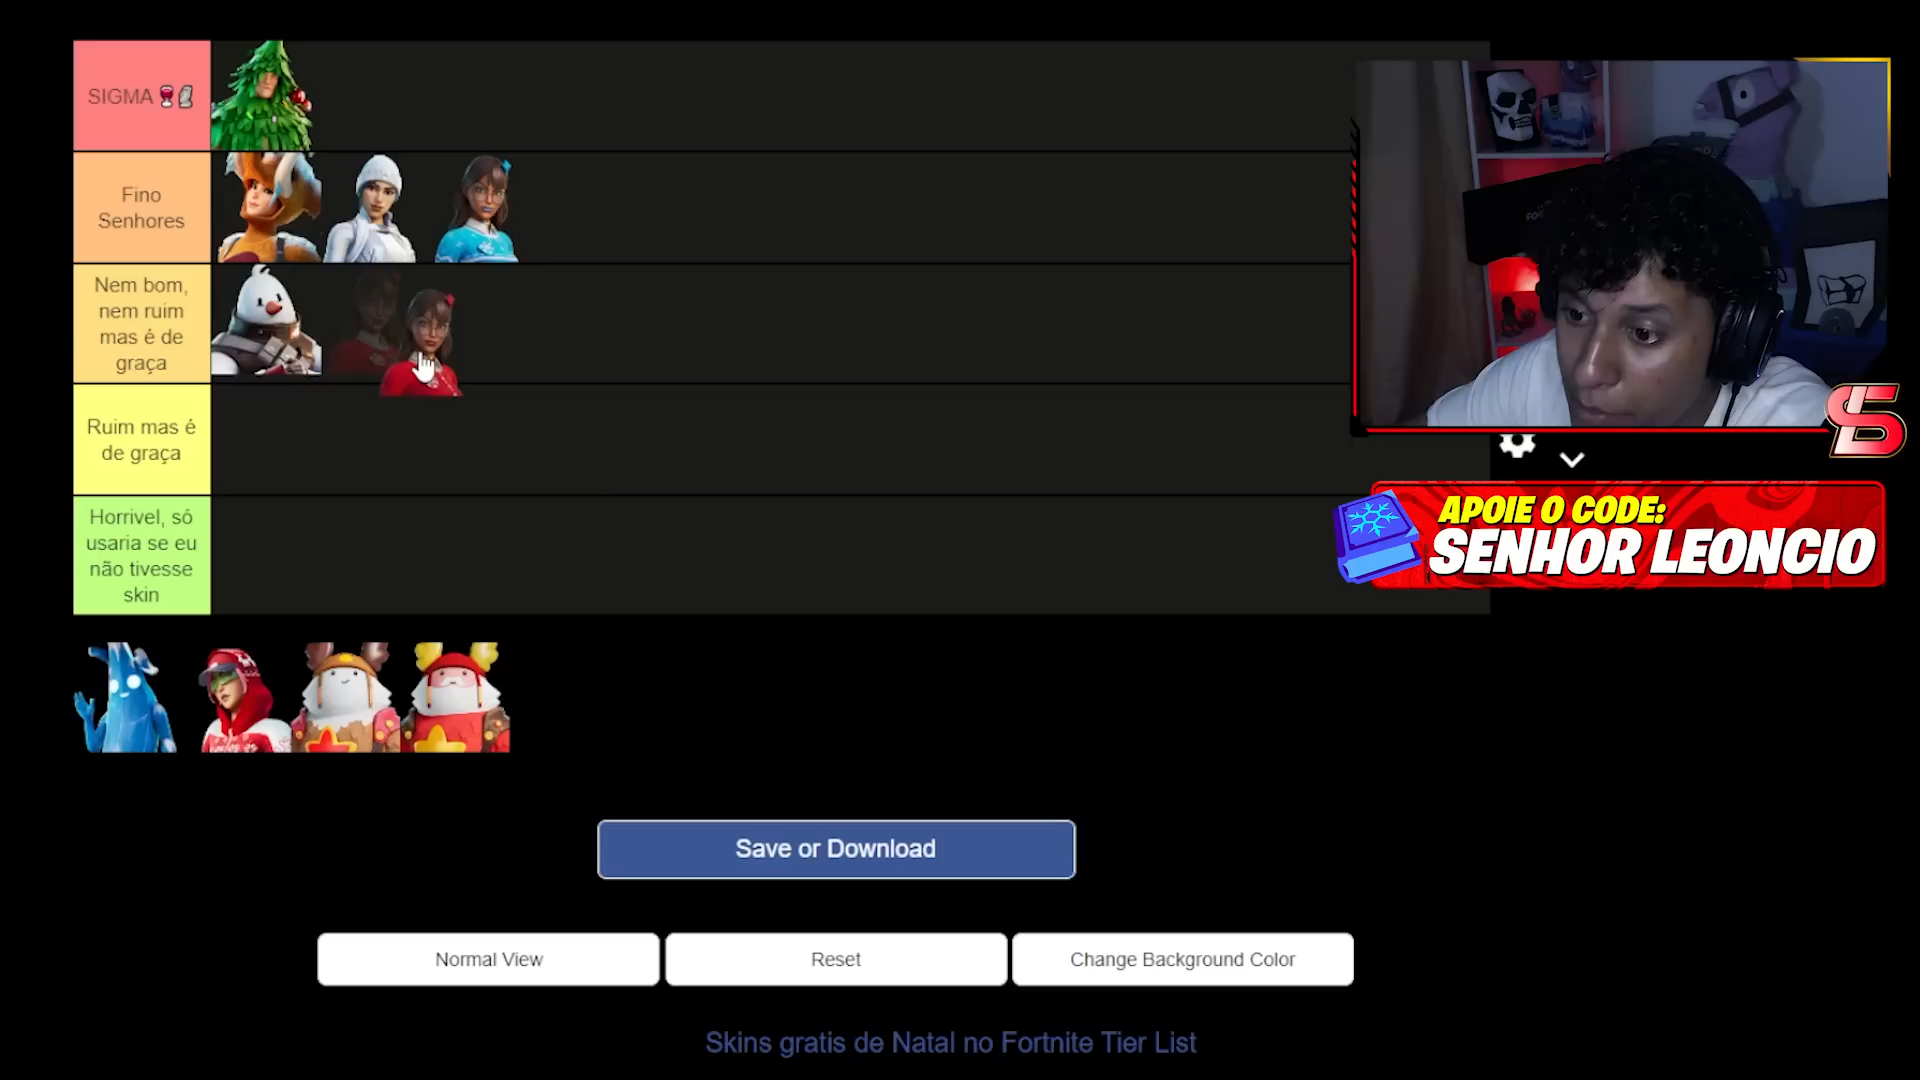 SIGMA🍷🗿
Fino
Senhores
Nem bom,
nem ruim
mas é de
graça
Ruim mas é
de graça
Horrivel, só
usaria se eu
não tivesse
skin
APOIE O CODE:
SENHOR LEONCIO
Save or Download
Normal View
Reset
Change Background Color
Skins gratis de Natal no Fortnite Tier List